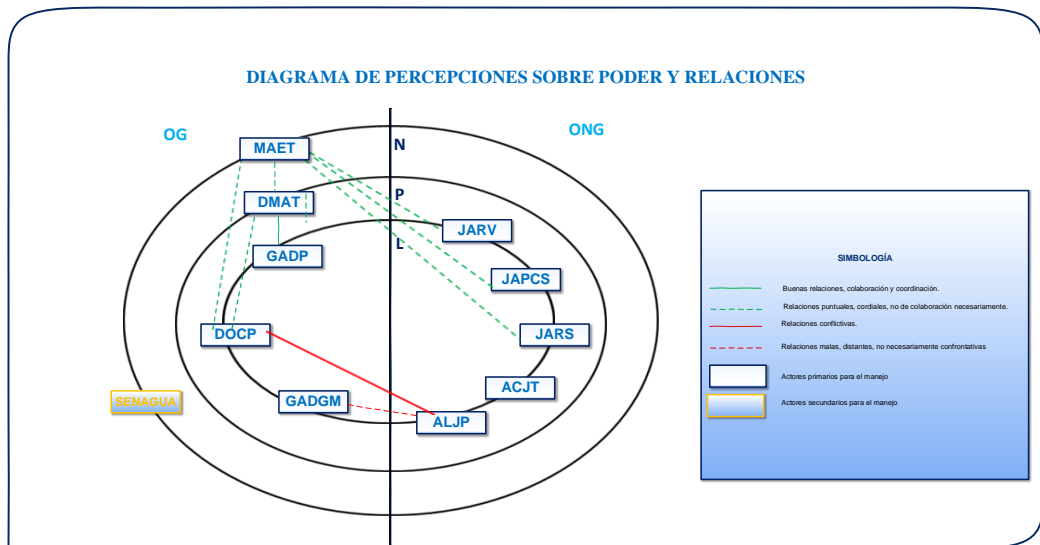 DIAGRAMA DE PERCEPCIONES SOBRE PODER Y RELACIONES
OG
ONG
N
MAET
P
DMAT
JARV
L
GADP
JAPCS
DOCP
JARS
ACJT
SENAGUA
GADGM
ALJP
SIMBOLOGÍA
Buenas relaciones, colaboración y coordinación.
Relaciones puntuales, cordiales, no de colaboración necesariamente.
Relaciones conflictivas.
Relaciones malas, distantes, no necesariamente confrontativas
Actores primarios para el manejo
Actores secundarios para el manejo